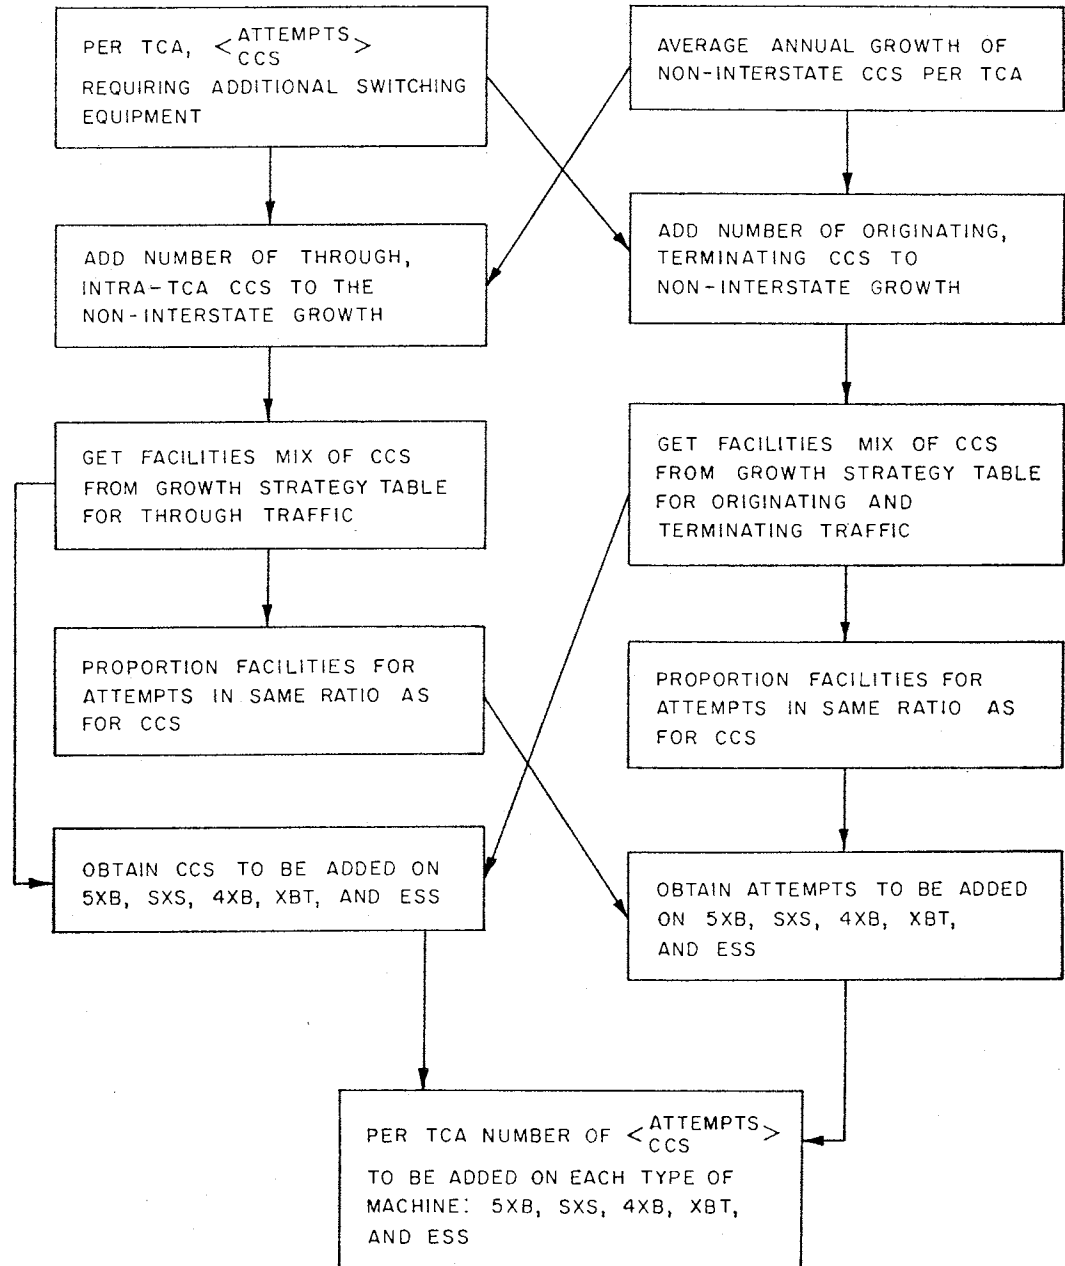 PER TCA, < ATTEMPTS
CCS >
REQUIRING ADDITIONAL SWITCHING
EQUIPMENT
AVERAGE ANNUAL GROWTH OF
NON-INTERSTATE CCS PER TCA
ADD NUMBER OF THROUGH,
INTRA-TCA CCS TO THE
NON-INTERSTATE GROWTH
ADD NUMBER OF ORIGINATING,
TERMINATING CCS TO
NON-INTERSTATE GROWTH
GET FACILITIES MIX OF CCS
FROM GROWTH STRATEGY TABLE
FOR THROUGH TRAFFIC
GET FACILITIES MIX OF CCS
FROM GROWTH STRATEGY TABLE
FOR ORIGINATING AND
TERMINATING TRAFFIC
PROPORTION FACILITIES FOR
ATTEMPTS IN SAME RATIO AS
FOR CCS
PROPORTION FACILITIES FOR
ATTEMPTS IN SAME RATIO AS
FOR CCS
OBTAIN CCS TO BE ADDED ON
5XB, SXS, 4XB, XBT, AND ESS
OBTAIN ATTEMPTS TO BE ADDED
ON 5XB, SXS, 4XB, XBT,
AND ESS
PER TCA NUMBER OF < ATTEMPTS
CCS >
TO BE ADDED ON EACH TYPE OF
MACHINE: 5XB, SXS, 4XB, XBT,
AND ESS